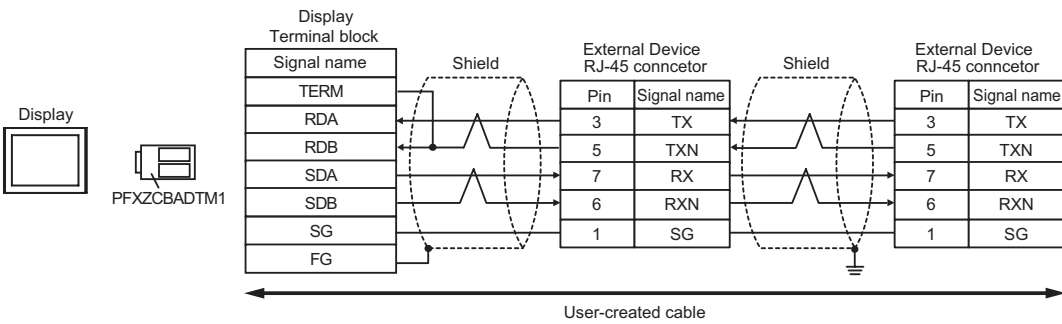 Display
Terminal block
Signal name
TERM
RDA
RDB
SDA
SDB
SG
FG
Display
PFXZCBADTM1
Shield
External Device
RJ-45 conncetor
Pin Signal name
3 TX
5 TXN
7 RX
6 RXN
1 SG
Shield
External Device
RJ-45 conncetor
Pin Signal name
3 TX
5 TXN
7 RX
6 RXN
1 SG
User-created cable